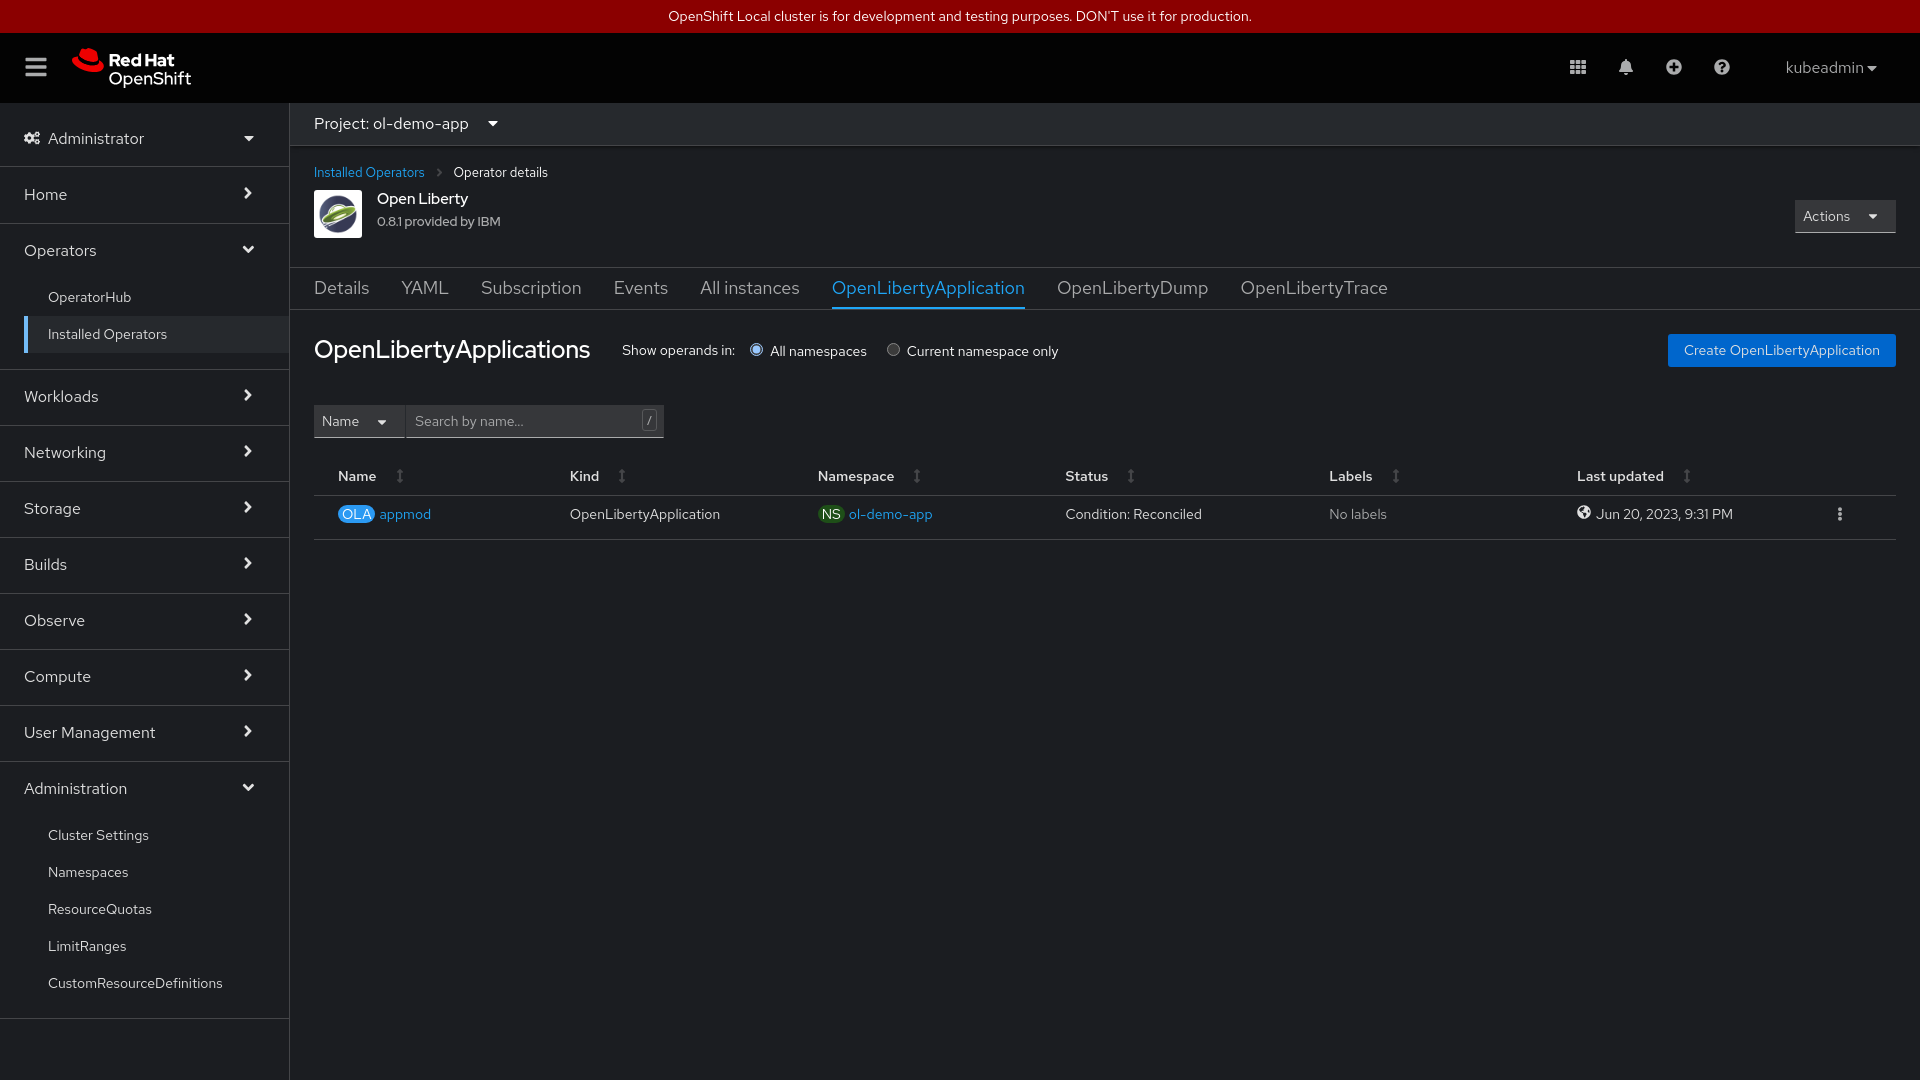 OpenShift Local cluster is for development and testing purposes. DON'T use it for production.
Red Hat
OpenShift
kubeadmin
Administrator
Home
Operators
OperatorHub
Installed Operators
Workloads
Networking
Storage
Builds
Observe
Compute
User Management
Administration
Cluster Settings
Namespaces
ResourceQuotas
LimitRanges
CustomResourceDefinitions
Project: ol-demo-app
Installed Operators > Operator details
Open Liberty
0.8.1 provided by IBM
Actions
Details YAML Subscription Events All instances OpenLibertyApplication OpenLibertyDump OpenLibertyTrace
OpenLibertyApplications Show operands in: All namespaces Current namespace only Create OpenLibertyApplication
Name Search by name... /
Name Kind Namespace Status Labels Last updated
OLA appmod OpenLibertyApplication NS ol-demo-app Condition: Reconciled No labels Jun 20, 2023, 9:31 PM